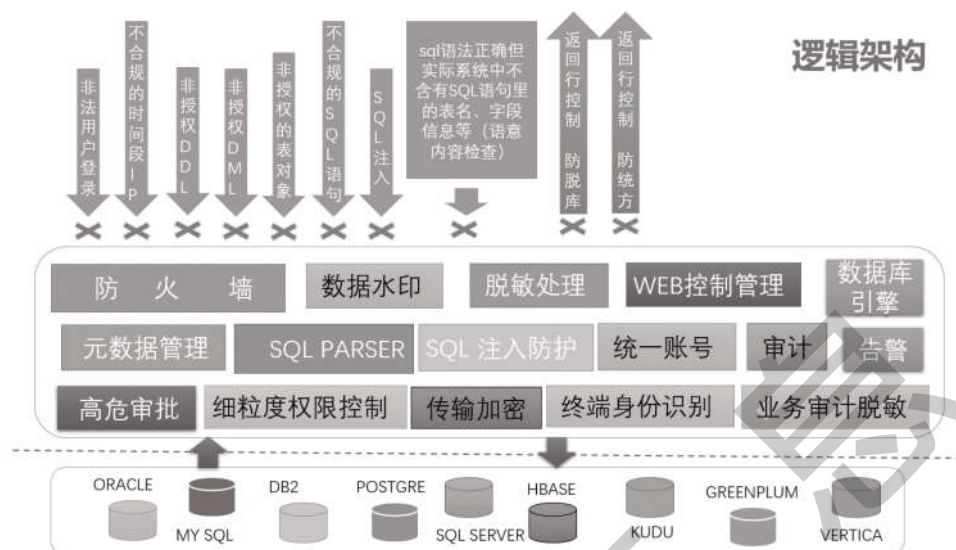 逻辑架构
非法用户登录
不合规的时间段IP
非授权DDL
非授权DML
非授权的表对象
不合规的SQL语句
SQL注入
sql语法正确但
实际系统中不
含有SQL语句里
的表名、字段
信息等（语意
内容检查）
返回行控制 防脱库
返回行控制 防统方
防火墙
数据水印
脱敏处理
WEB控制管理
数据库
引擎
元数据管理
SQL PARSER
SQL 注入防护
统一账号
审计
告警
高危审批
细粒度权限控制
传输加密
终端身份识别
业务审计脱敏
ORACLE
MY SQL
DB2
POSTGRE
SQL SERVER
HBASE
KUDU
GREENPLUM
VERTICA